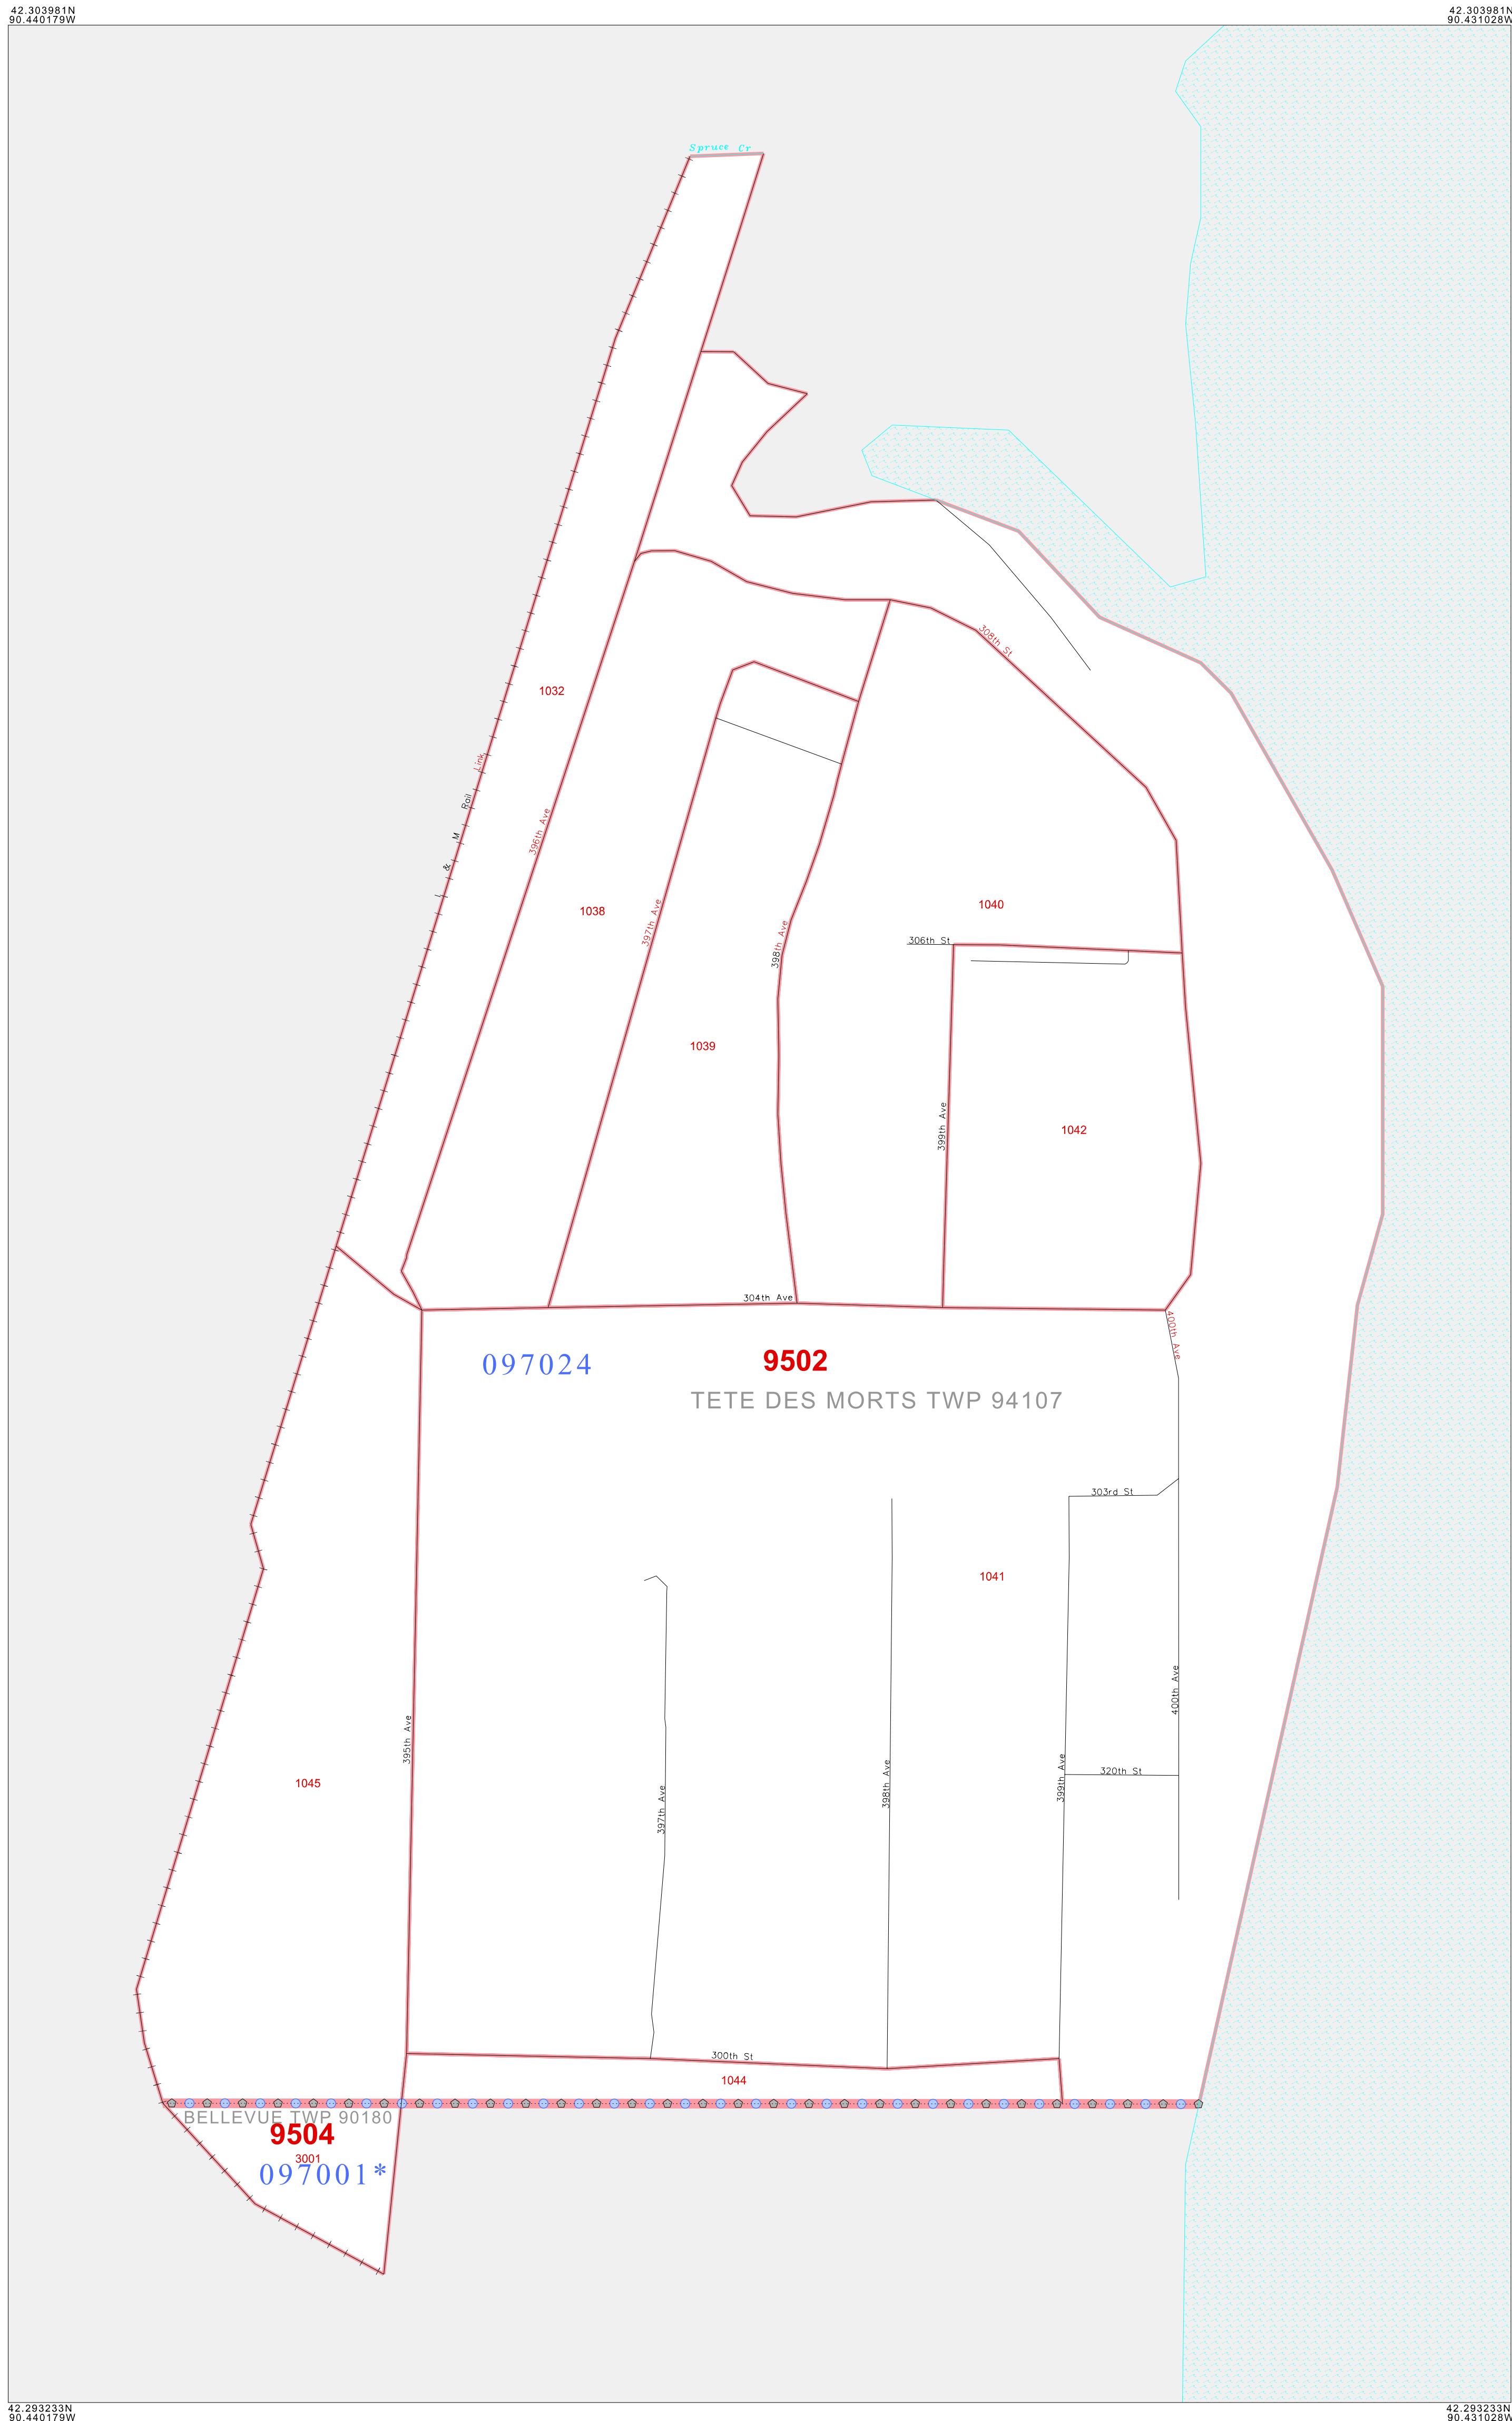 42.303981N
90.440179W
42.303981N
90.431028W
Spruce Cr
308th St
1032
I & M Rail Link
396th Ave
1038
397th Ave
398th Ave
398th Ave
1040
306th St
1039
399th Ave
1042
304th Ave
400th Ave
097024
9502
TETE DES MORTS TWP 94107
303rd St
1041
400th Ave
395th Ave
320th St
399th Ave
398th Ave
397th Ave
1045
300th St
1044
BELLEVUE TWP 90180
9504
3001
097001*
42.293233N
90.440179W
42.293233N
90.431028W